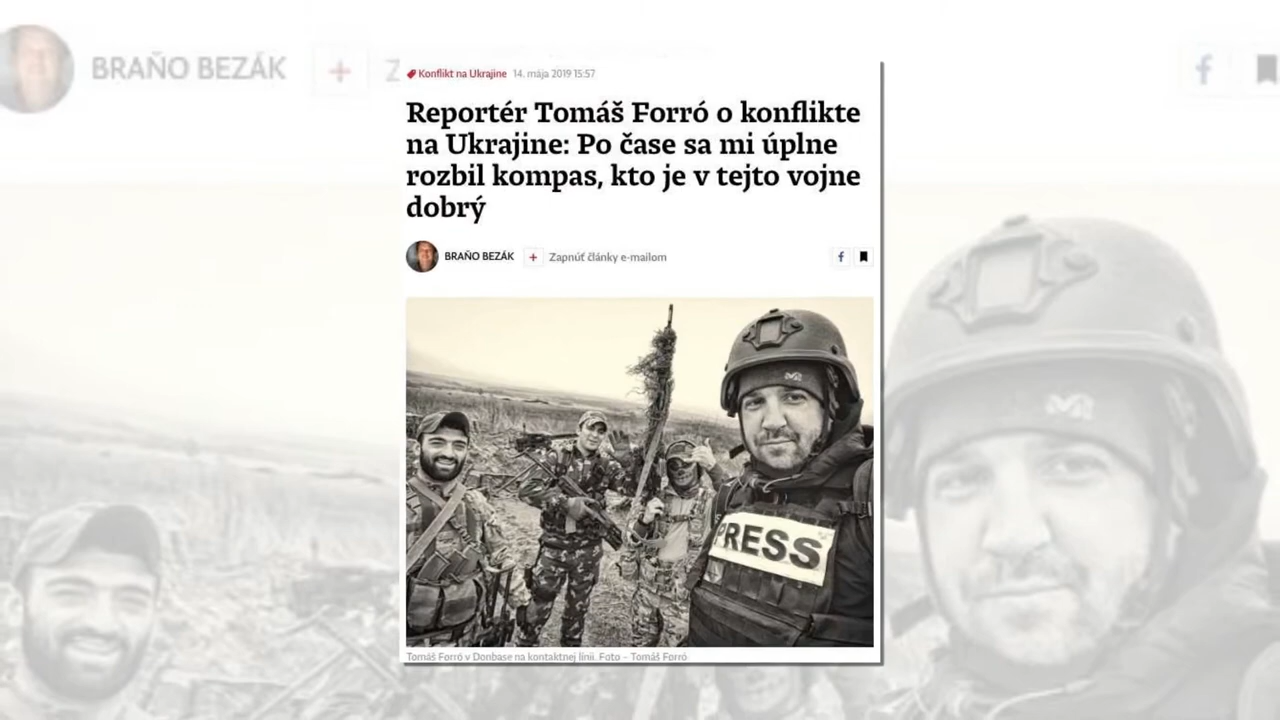 BRAŇO BEZÁK
Z
Konflikt na Ukrajine 14. mája 2019 15:57
Reportér Tomáš Forró o konflikte
na Ukrajine: Po čase sa mi úplne
rozbil kompas, kto je v tejto vojne
dobrý
BRAŇO BEZÁK + Zapnúť články e-mailom
PRESS
Tomáš Forró v Donbase na kontaktnej línii. Foto – Tomáš Forró